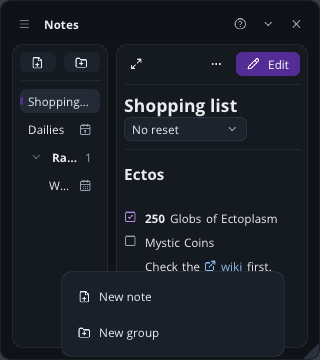 Notes
Shopping...
Dailies
Ra... 1
W...
Edit
Shopping list
No reset
Ectos
250 Globs of Ectoplasm
Mystic Coins
Check the wiki first.
New note
New group